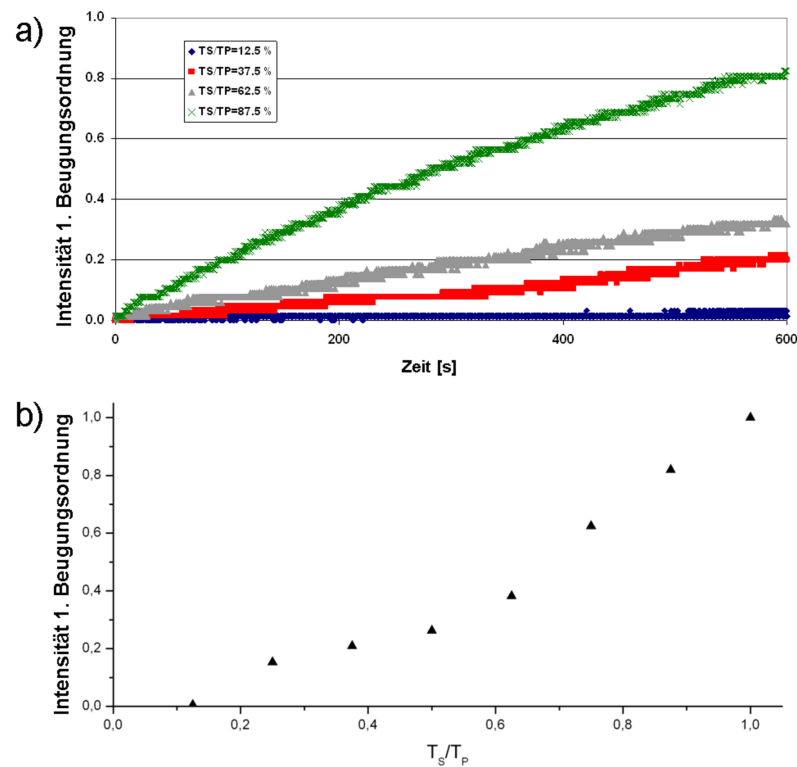 a)
Intensität 1. Beugungsordnung
1.0
0.8
0.6
0.4
0.2
0.0
TS/TP=12.5 %
TS/TP=37.5 %
TS/TP=62.5 %
TS/TP=87.5 %
0 200 400 600
Zeit [s]
b)
Intensität 1. Beugungsordnung
1,0
0,8
0,6
0,4
0,2
0,0
0,0 0,2 0,4 0,6 0,8 1,0
T_S/T_P